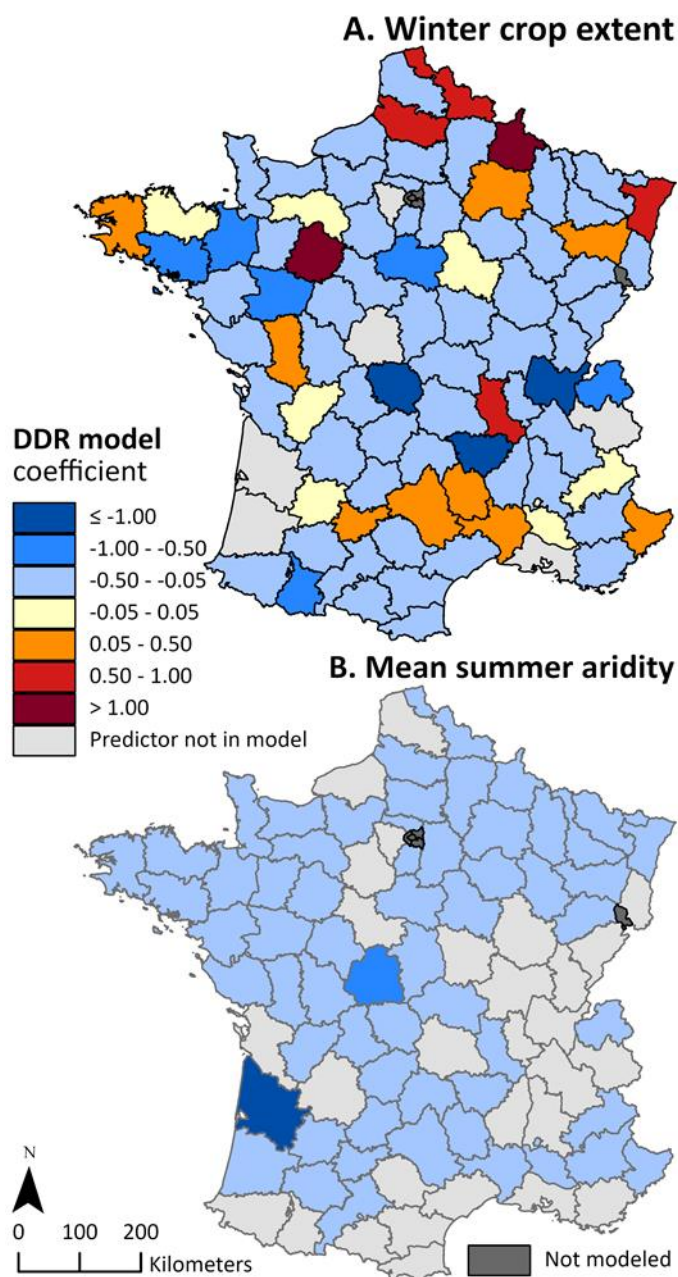 A. Winter crop extent
DDR model
coefficient
≤ -1.00
-1.00 - -0.50
-0.50 - -0.05
-0.05 - 0.05
0.05 - 0.50
0.50 - 1.00
> 1.00
Predictor not in model
B. Mean summer aridity
N
0 100 200
Kilometers
Not modeled